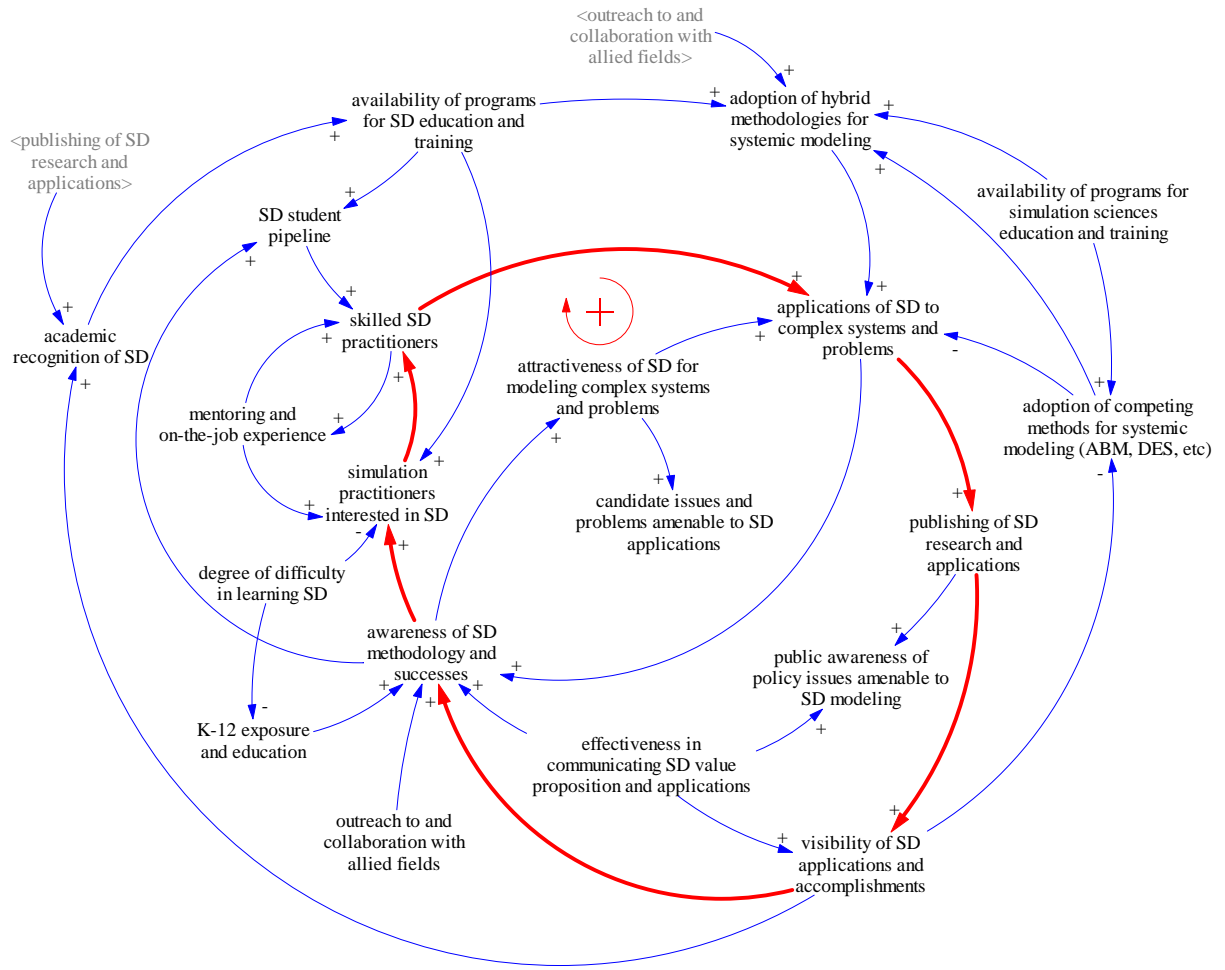 <outreach to and
collaboration with
allied fields>
availability of programs
for SD education and
training
adoption of hybrid
methodologies for
systemic modeling
<publishing of SD
research and
applications>
availability of programs for
simulation sciences
education and training
SD student
pipeline
academic
recognition of SD
skilled SD
practitioners
applications of SD to
complex systems and
problems
attractiveness of SD for
modeling complex systems
and problems
mentoring and
on-the-job experience
adoption of competing
methods for systemic
modeling (ABM, DES, etc)
simulation
practitioners
interested in SD
candidate issues and
problems amenable to SD
applications
publishing of SD
research and
applications
degree of difficulty
in learning SD
awareness of SD
methodology and
successes
public awareness of
policy issues amenable to
SD modeling
K-12 exposure
and education
effectiveness in
communicating SD value
proposition and applications
outreach to and
collaboration with
allied fields
visibility of SD
applications and
accomplishments